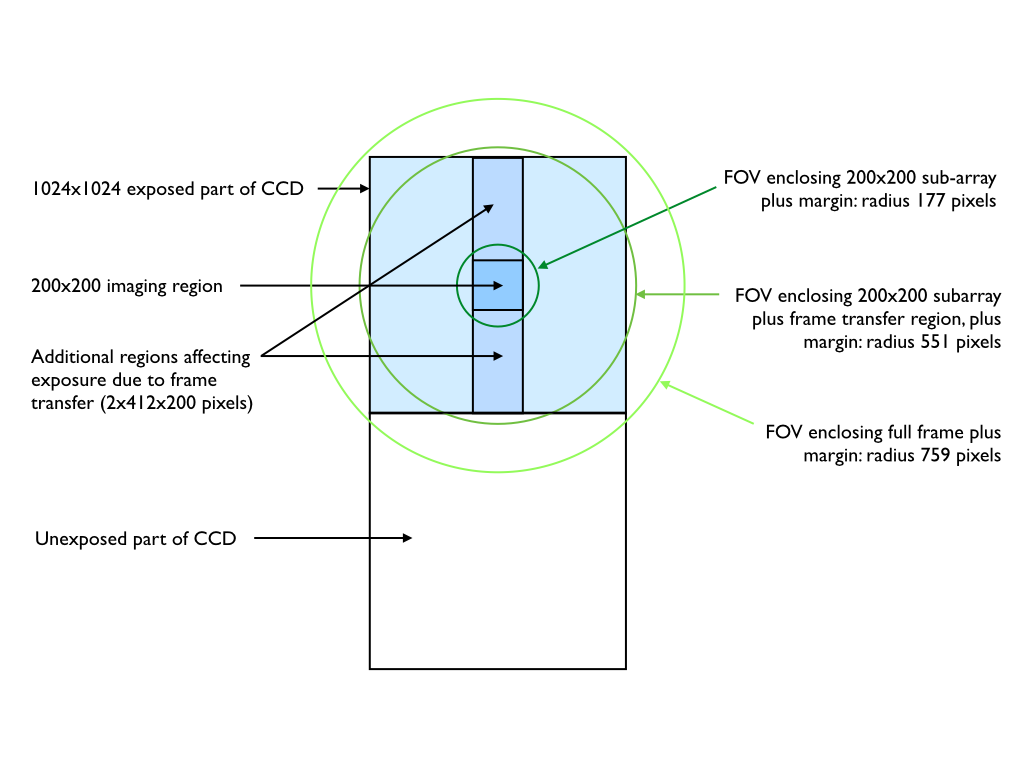 1024x1024 exposed part of CCD
200x200 imaging region
Additional regions affecting
exposure due to frame
transfer (2x412x200 pixels)
Unexposed part of CCD
FOV enclosing 200x200 sub-array
plus margin: radius 177 pixels
FOV enclosing 200x200 subarray
plus frame transfer region, plus
margin: radius 551 pixels
FOV enclosing full frame plus
margin: radius 759 pixels